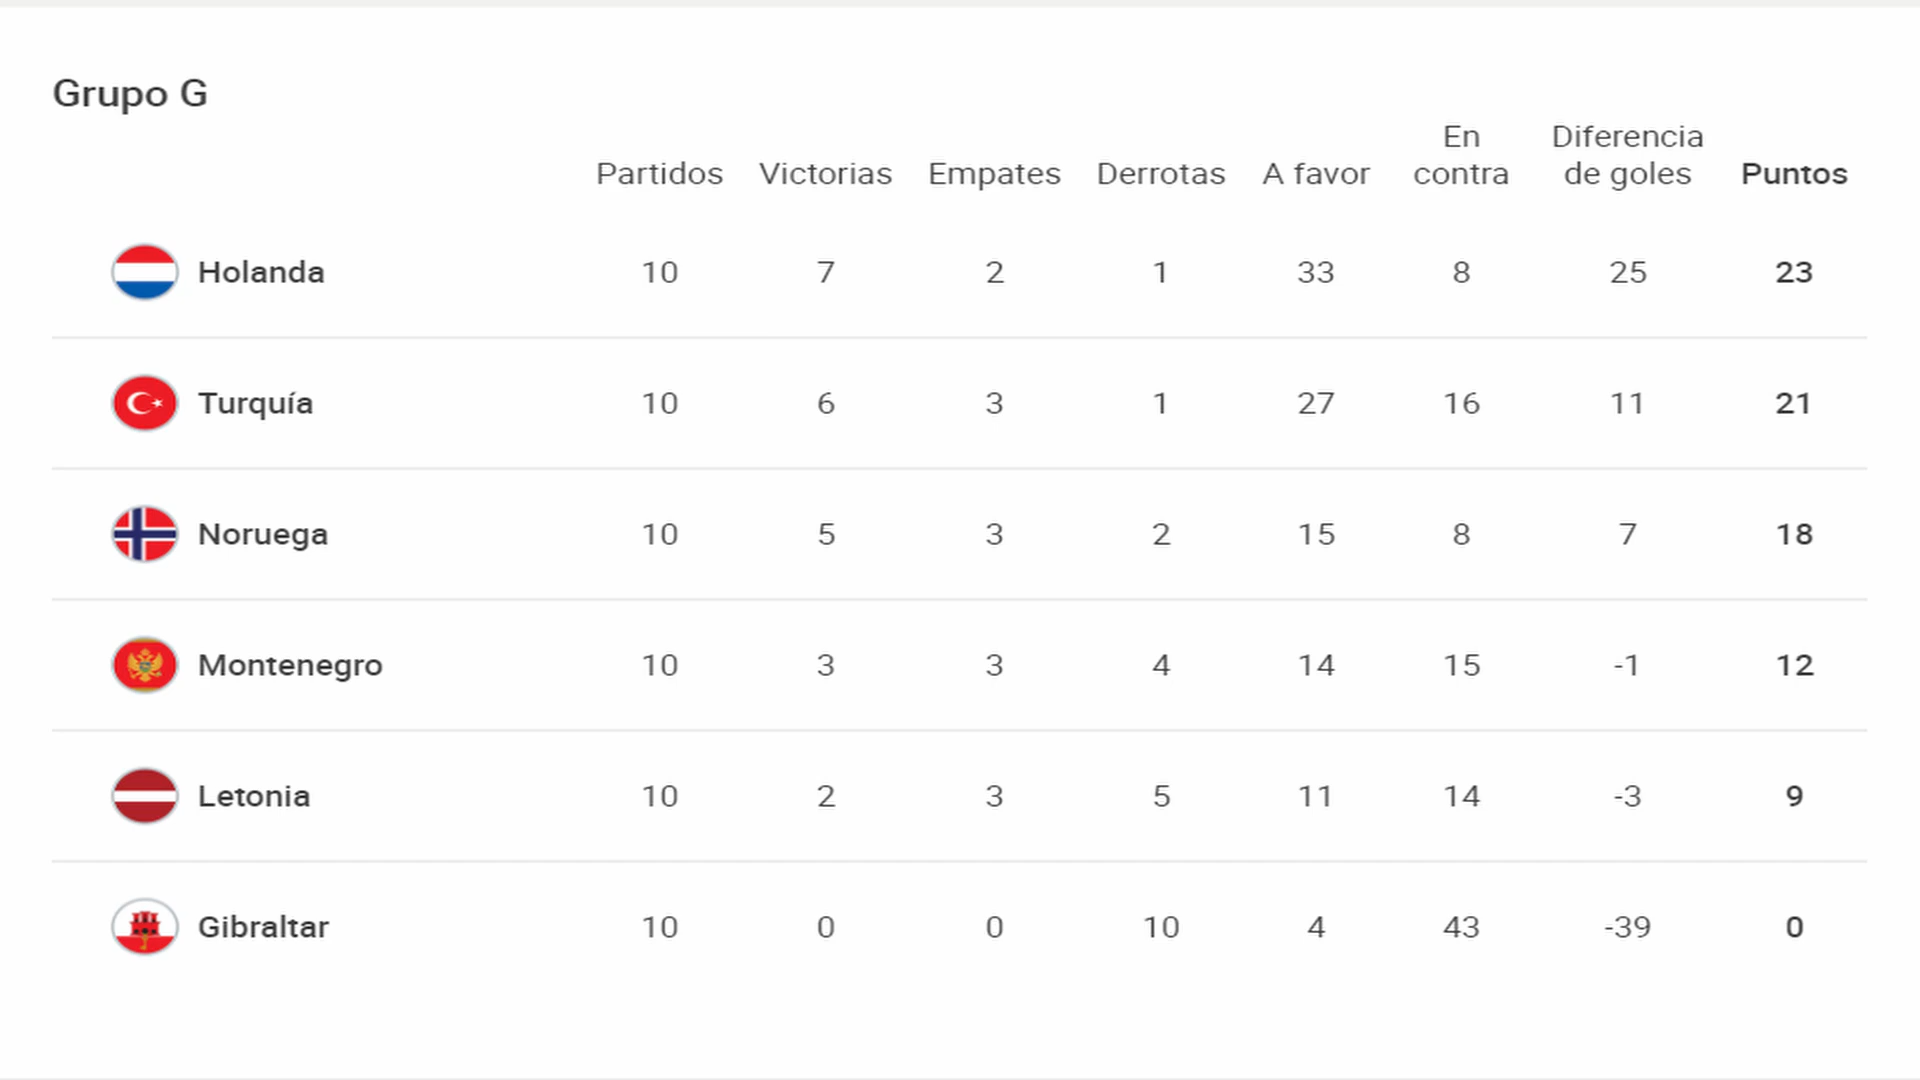 Grupo G
Partidos Victorias Empates Derrotas A favor En contra Diferencia de goles Puntos
Holanda 10 7 2 1 33 8 25 23
Turquía 10 6 3 1 27 16 11 21
Noruega 10 5 3 2 15 8 7 18
Montenegro 10 3 3 4 14 15 -1 12
Letonia 10 2 3 5 11 14 -3 9
Gibraltar 10 0 0 10 4 43 -39 0